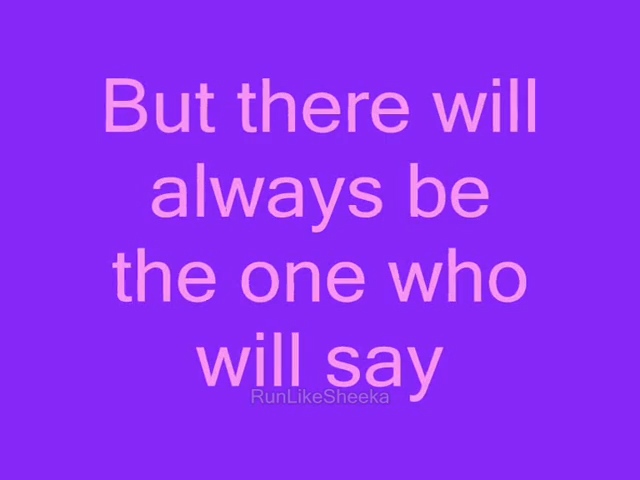 But there will
always be
the one who
will say
RunLikeSheeka